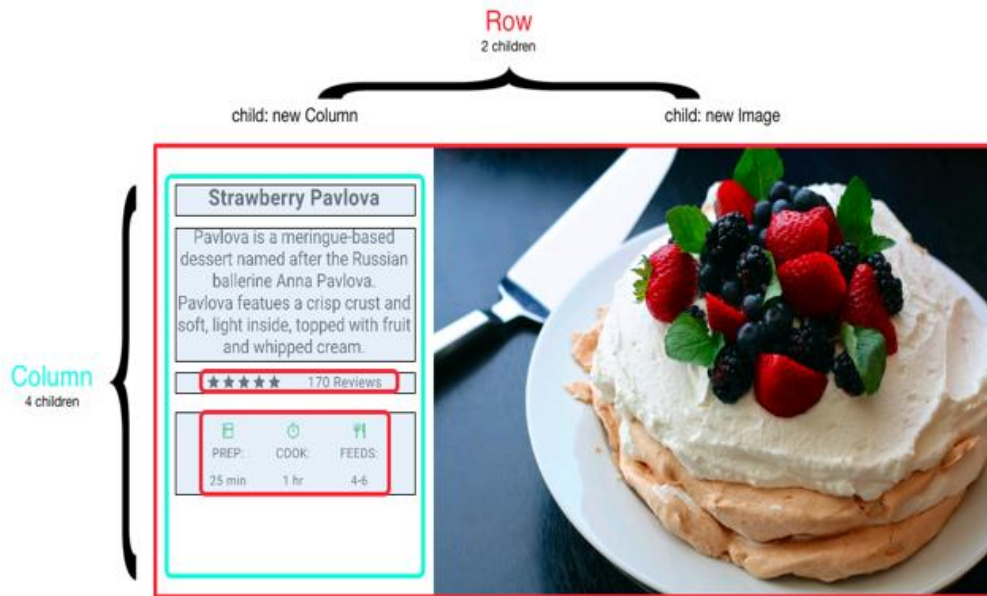 Row
2 children
child: new Column
child: new Image
Column
4 children
Strawberry Pavlova
Pavlova is a meringue-based
dessert named after the Russian
ballerine Anna Pavlova.
Pavlova featues a crisp crust and
soft, light inside, topped with fruit
and whipped cream.
★★★★★ 170 Reviews
PREP: COOK: FEEDS:
25 min 1 hr 4-6